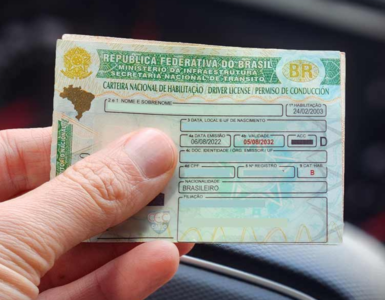 REPÚBLICA FEDERATIVA DO BRASIL
MINISTÉRIO DA INFRAESTRUTURA
SECRETARIA NACIONAL DE TRÂNSITO
BR
CARTEIRA NACIONAL DE HABILITAÇÃO / DRIVER LICENSE / PERMISO DE CONDUCCIÓN
2 e 1 NOME E SOBRENOME
1ª HABILITAÇÃO
24/02/2003
3 DATA, LOCAL E UF DE NASCIMENTO
4a DATA EMISSÃO
4b VALIDADE
ACC
06/08/2022
05/08/2032
D
4c DOC. IDENTIDADE / ÓRG. EMISSOR / UF
4d CPF
5 Nº REGISTRO
9 CAT. HAB.
B
NACIONALIDADE
BRASILEIRO
FILIAÇÃO